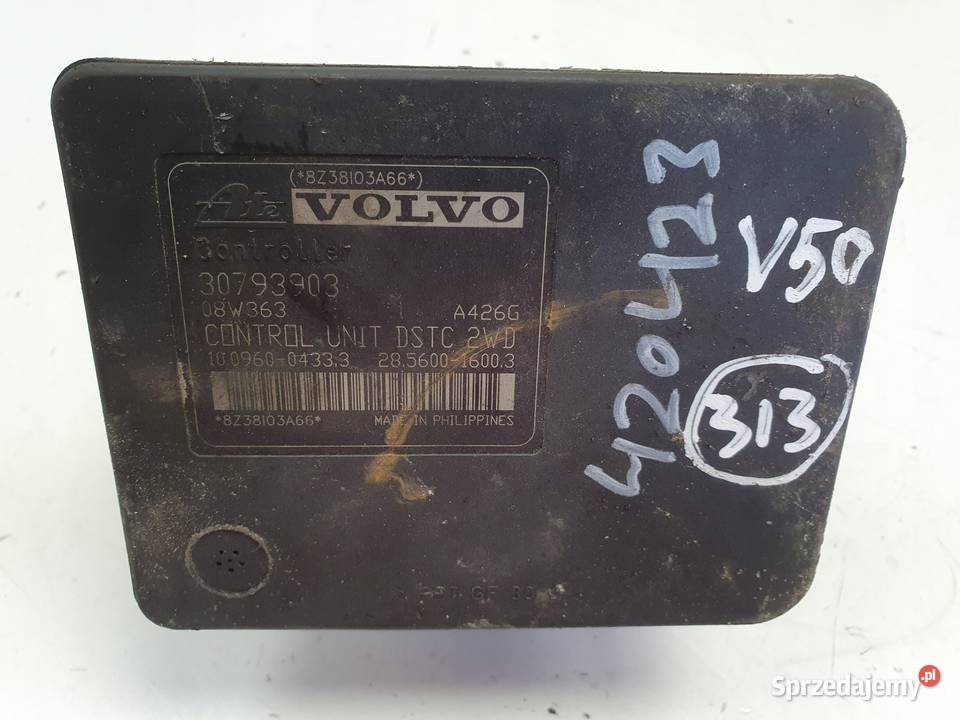 (*8Z38103A66*)
Ate VOLVO
Controller
30793903
08W363 A426G
CONTROL UNIT DSTC 2WD
10.0960-0433.3 28.5600-1600.3
*8Z38103A66*
MADE IN PHILIPPINES
420423
V50
313
Sprzedajemy.pl